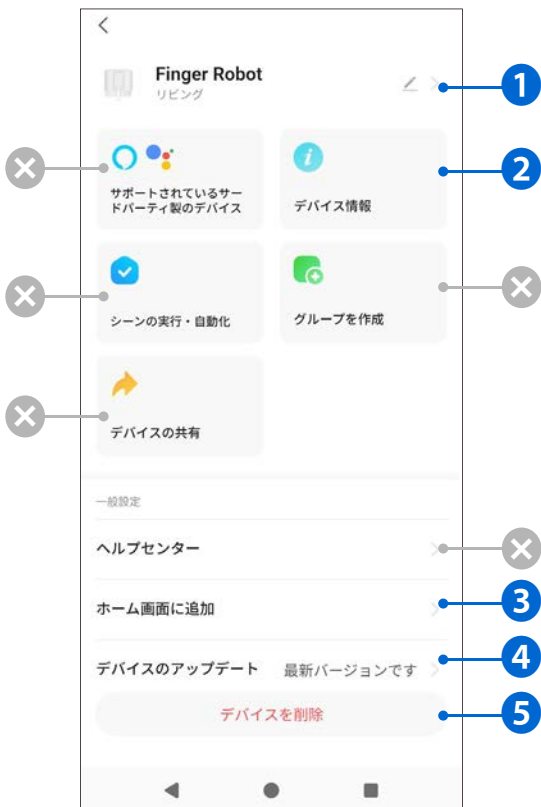 Finger Robot
リビング
1
サポートされているサー
ドパーティ製のデバイス
デバイス情報
2
シーンの実行・自動化
グループを作成
デバイスの共有
一般設定
ヘルプセンター
ホーム画面に追加
3
デバイスのアップデート 最新バージョンです
4
デバイスを削除
5